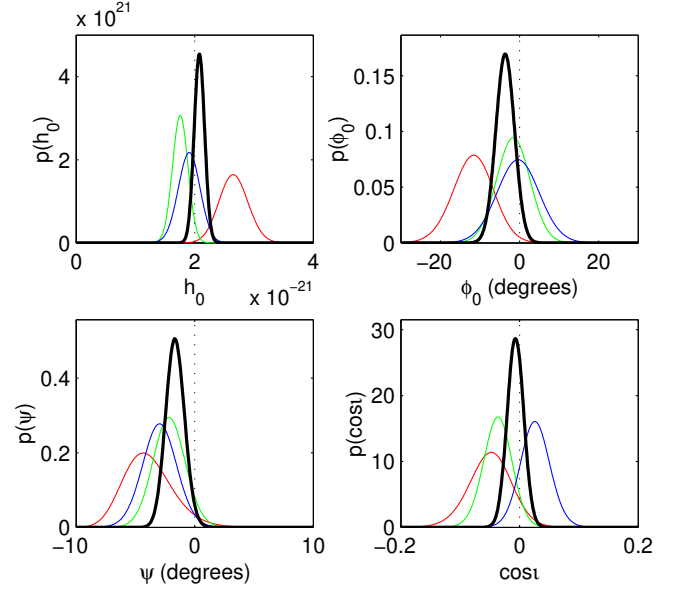 x 10^21
p(h_0)
4
2
0
0 2 4
h_0
x 10^-21
p(ϕ_0)
0.15
0.1
0.05
0
−20 0 20
ϕ_0 (degrees)
p(ψ)
0.4
0.2
0
−10 0 10
ψ (degrees)
p(cosι)
30
20
10
0
−0.2 0 0.2
cosι